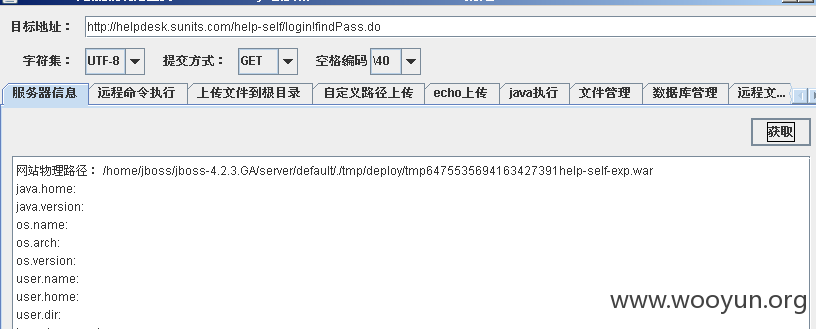 目标地址： http://helpdesk.sunits.com/help-self/login!findPass.do
字符集： UTF-8 提交方式： GET 空格编码 \40
服务器信息 远程命令执行 上传文件到根目录 自定义路径上传 echo上传 java执行 文件管理 数据库管理 远程文...
获取
网站物理路径： /home/jboss/jboss-4.2.3.GA/server/default/./tmp/deploy/tmp6475535694163427391help-self-exp.war
java.home:
java.version:
os.name:
os.arch:
os.version:
user.name:
user.home:
user.dir:
www.wooyun.org